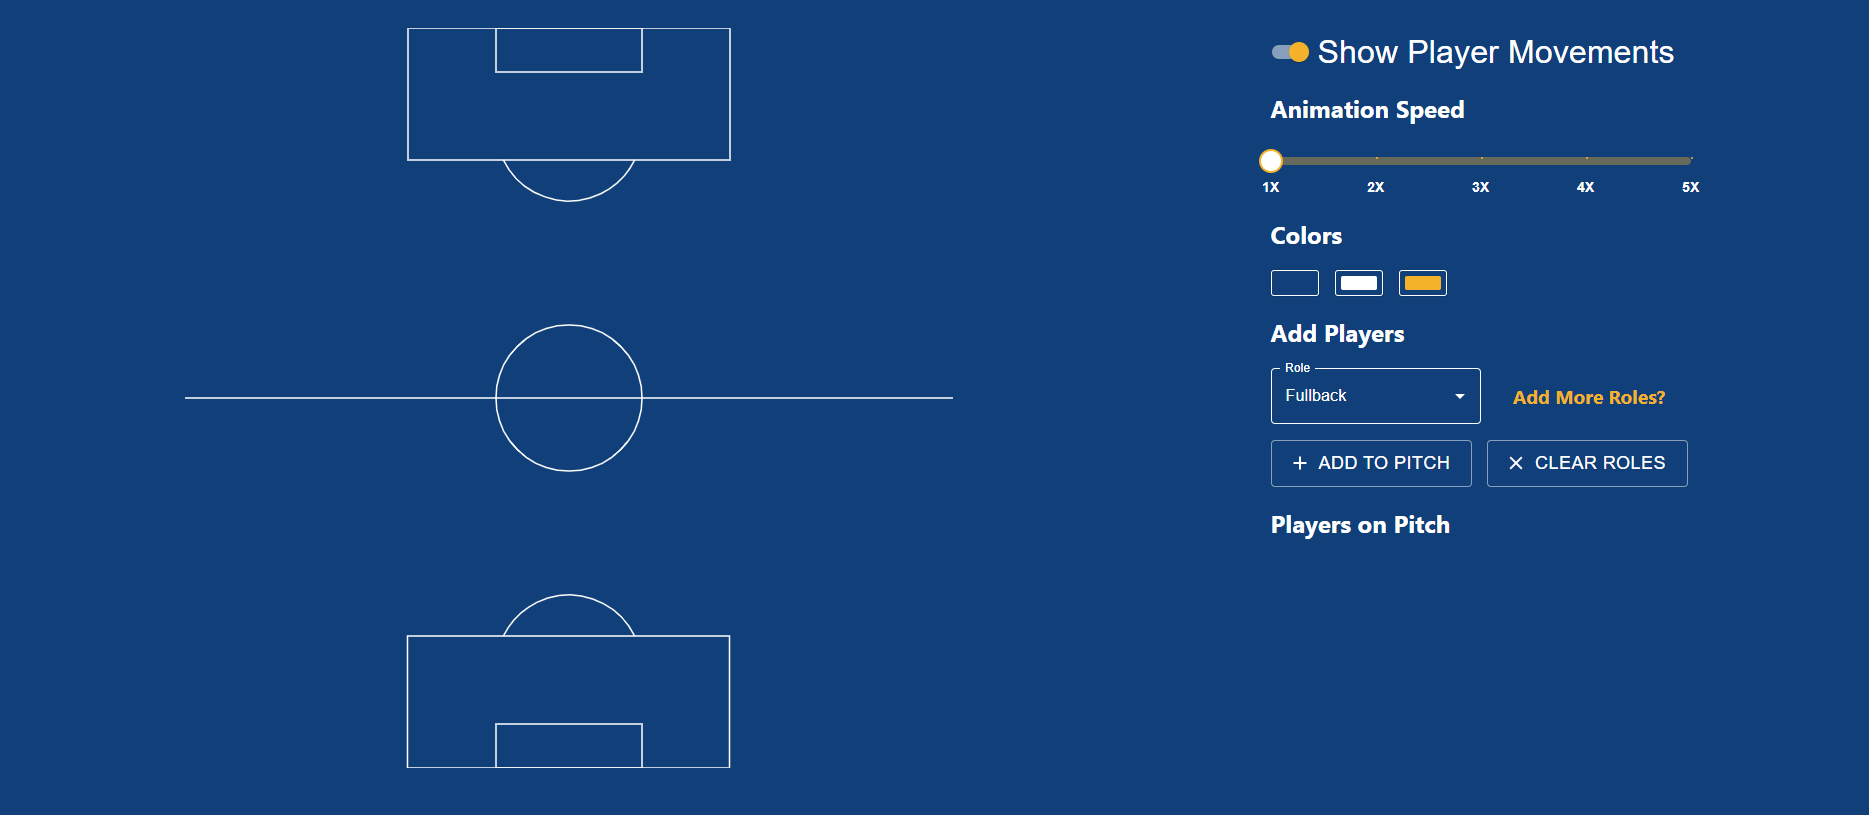 Show Player Movements
Animation Speed
1X 2X 3X 4X 5X
Colors
Add Players
Role
Fullback
Add More Roles?
ADD TO PITCH
CLEAR ROLES
Players on Pitch